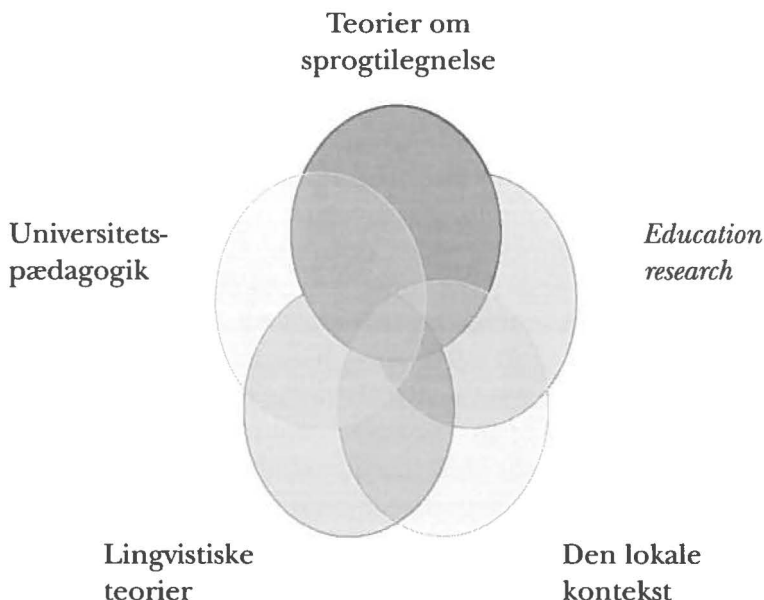 Teorier om
sprogtilegnelse
Universitets-
pædagogik
Education
research
Lingvistiske
teorier
Den lokale
kontekst